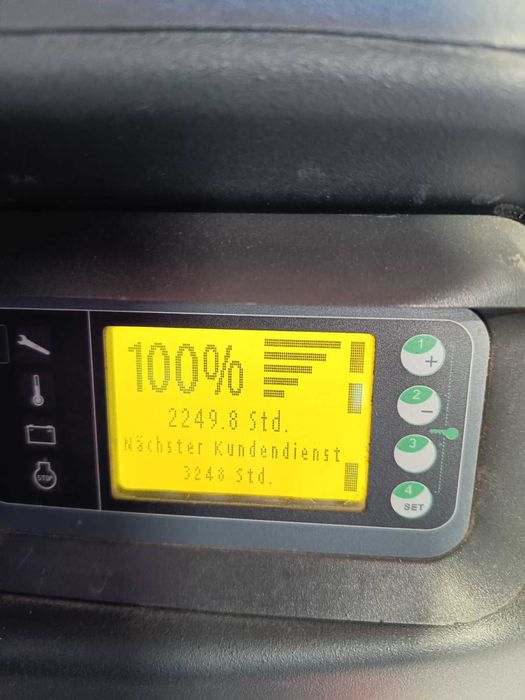 100%
2249.8 Std.
Nächster Kundendienst
3248 Std.
1
+
2
-
3
4
SET
STOP